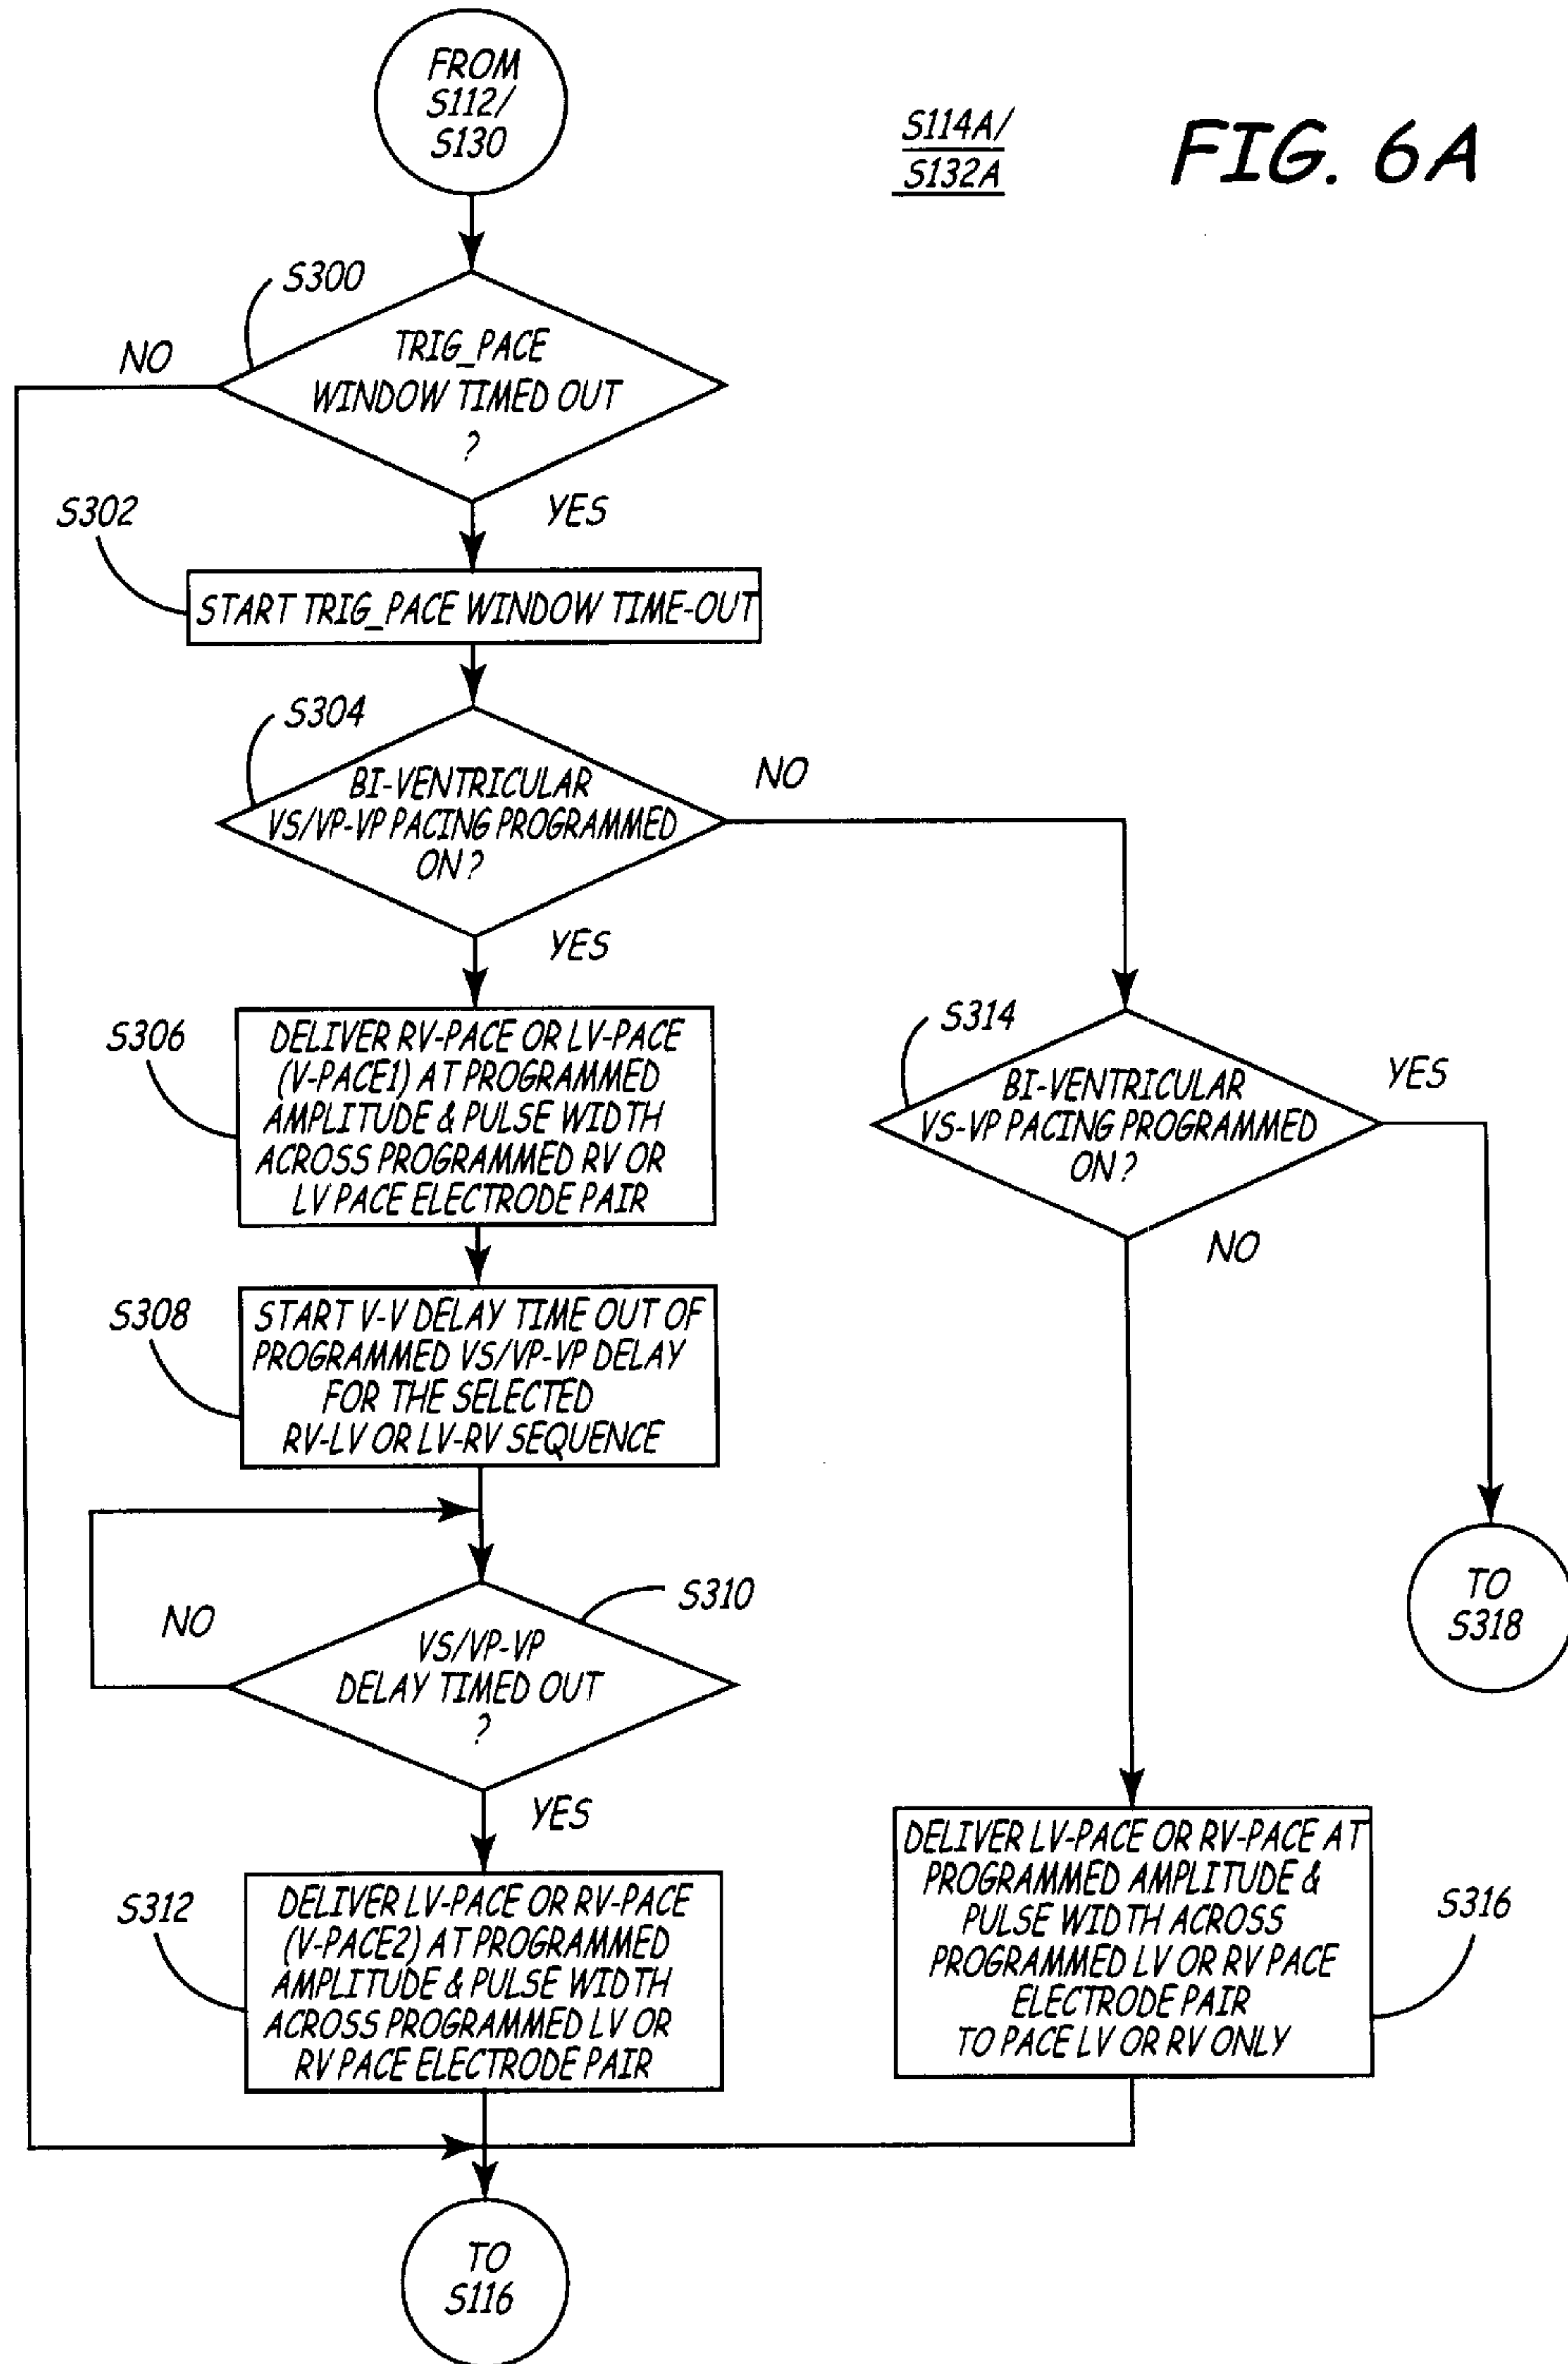 FROM
S112/
S130
S114A/
S132A
FIG. 6A
S300
NO
TRIG_PACE
WINDOW TIMED OUT
?
YES
S302
START TRIG_PACE WINDOW TIME-OUT
S304
BI-VENTRICULAR
VS/VP-VP PACING PROGRAMMED
ON?
NO
YES
S306
DELIVER RV-PACE OR LV-PACE
(V-PACE1) AT PROGRAMMED
AMPLITUDE & PULSE WIDTH
ACROSS PROGRAMMED RV OR
LV PACE ELECTRODE PAIR
S314
BI-VENTRICULAR
VS-VP PACING PROGRAMMED
ON?
YES
NO
S308
START V-V DELAY TIME OUT OF
PROGRAMMED VS/VP-VP DELAY
FOR THE SELECTED
RV-LV OR LV-RV SEQUENCE
S310
NO
VS/VP-VP
DELAY TIMED OUT
?
YES
TO
S318
S312
DELIVER LV-PACE OR RV-PACE
(V-PACE2) AT PROGRAMMED
AMPLITUDE & PULSE WIDTH
ACROSS PROGRAMMED LV OR
RV PACE ELECTRODE PAIR
DELIVER LV-PACE OR RV-PACE AT
PROGRAMMED AMPLITUDE &
PULSE WIDTH ACROSS
PROGRAMMED LV OR RV PACE
ELECTRODE PAIR
TO PACE LV OR RV ONLY
S316
TO
S116